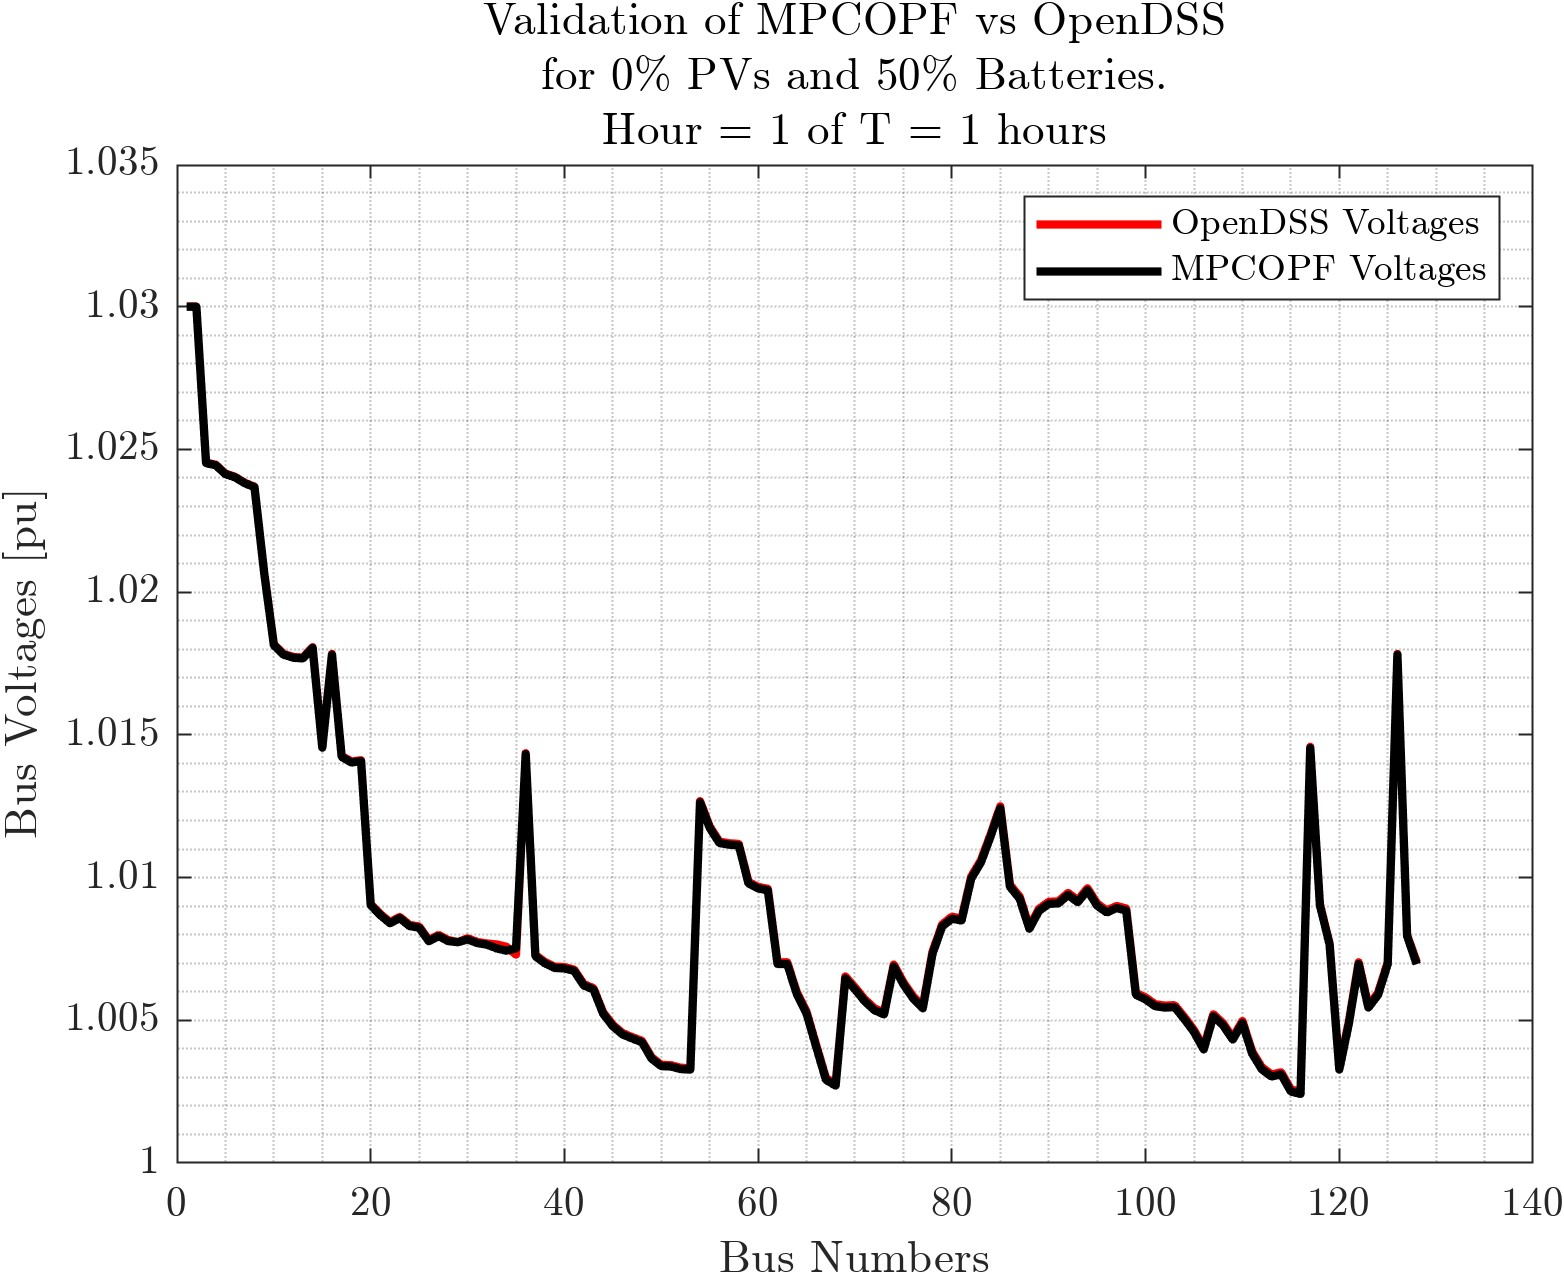 Validation of MPCOPF vs OpenDSS
for 0% PVs and 50% Batteries.
Hour = 1 of T = 1 hours
1.035
1.03
1.025
1.02
1.015
1.01
1.005
1
Bus Voltages [pu]
OpenDSS Voltages
MPCOPF Voltages
0 20 40 60 80 100 120 140
Bus Numbers